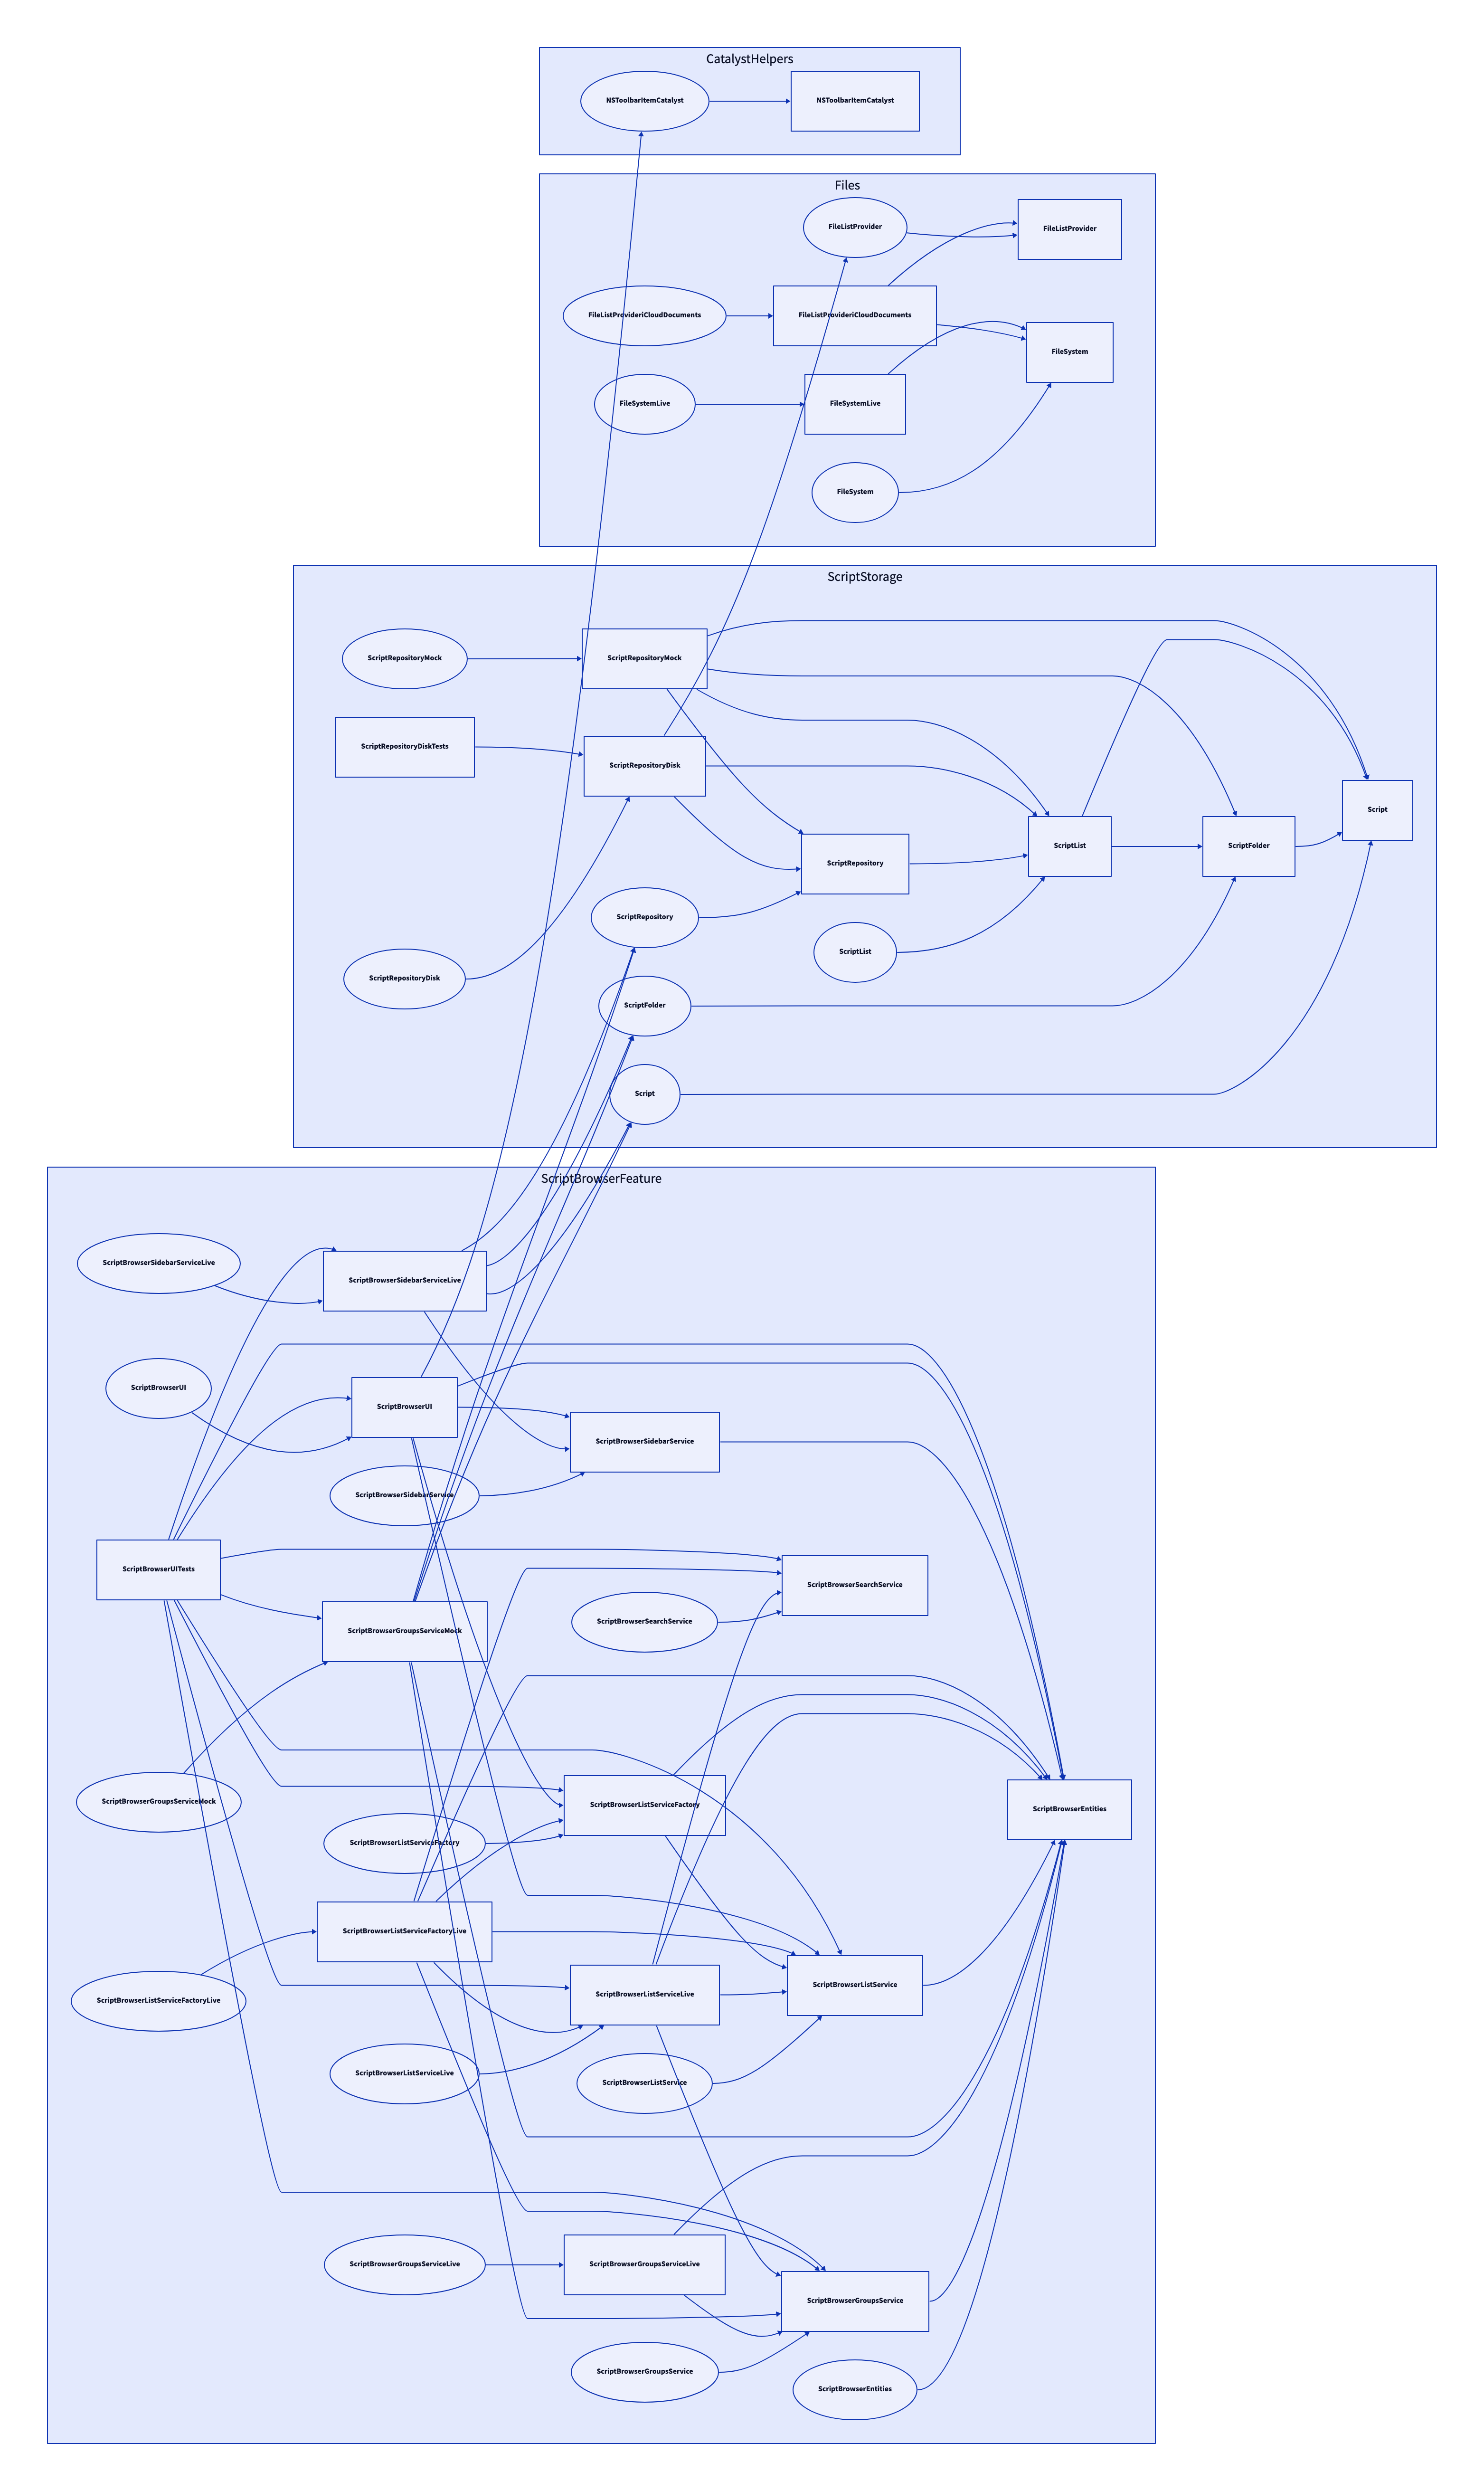 CatalystHelpers
NSToolbarItemCatalyst
NSToolbarItemCatalyst
Files
FileListProvider
FileListProvider
FileListProvideriCloudDocuments
FileListProvideriCloudDocuments
FileSystem
FileSystemLive
FileSystemLive
FileSystem
ScriptStorage
ScriptRepositoryMock
ScriptRepositoryMock
ScriptRepositoryDiskTests
ScriptRepositoryDisk
Script
ScriptRepository
ScriptList
ScriptFolder
ScriptRepository
ScriptList
ScriptRepositoryDisk
ScriptFolder
Script
ScriptBrowserFeature
ScriptBrowserSidebarServiceLive
ScriptBrowserSidebarServiceLive
ScriptBrowserUI
ScriptBrowserUI
ScriptBrowserSidebarService
ScriptBrowserSidebarService
ScriptBrowserUITests
ScriptBrowserSearchService
ScriptBrowserSearchService
ScriptBrowserGroupsServiceMock
ScriptBrowserGroupsServiceMock
ScriptBrowserListServiceFactory
ScriptBrowserEntities
ScriptBrowserListServiceFactory
ScriptBrowserListServiceFactoryLive
ScriptBrowserListServiceFactoryLive
ScriptBrowserListServiceLive
ScriptBrowserListService
ScriptBrowserListServiceLive
ScriptBrowserListService
ScriptBrowserGroupsServiceLive
ScriptBrowserGroupsServiceLive
ScriptBrowserGroupsService
ScriptBrowserGroupsService
ScriptBrowserEntities